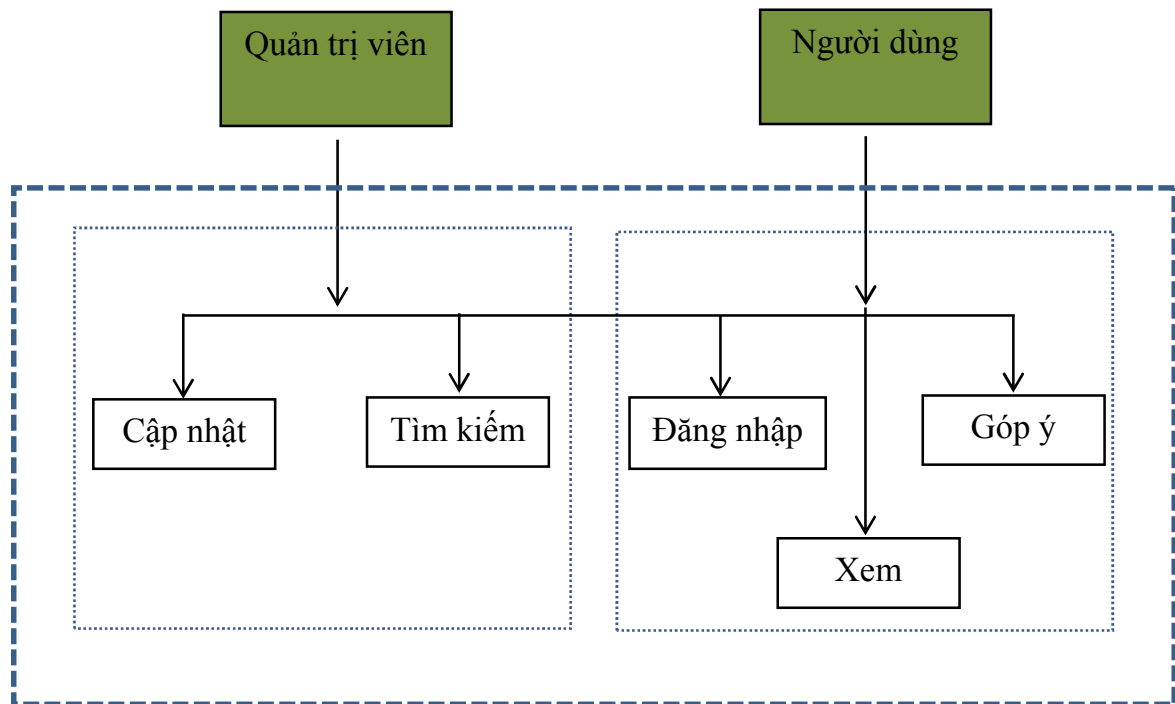 Quản trị viên
Người dùng
Cập nhật
Tìm kiếm
Đăng nhập
Góp ý
Xem